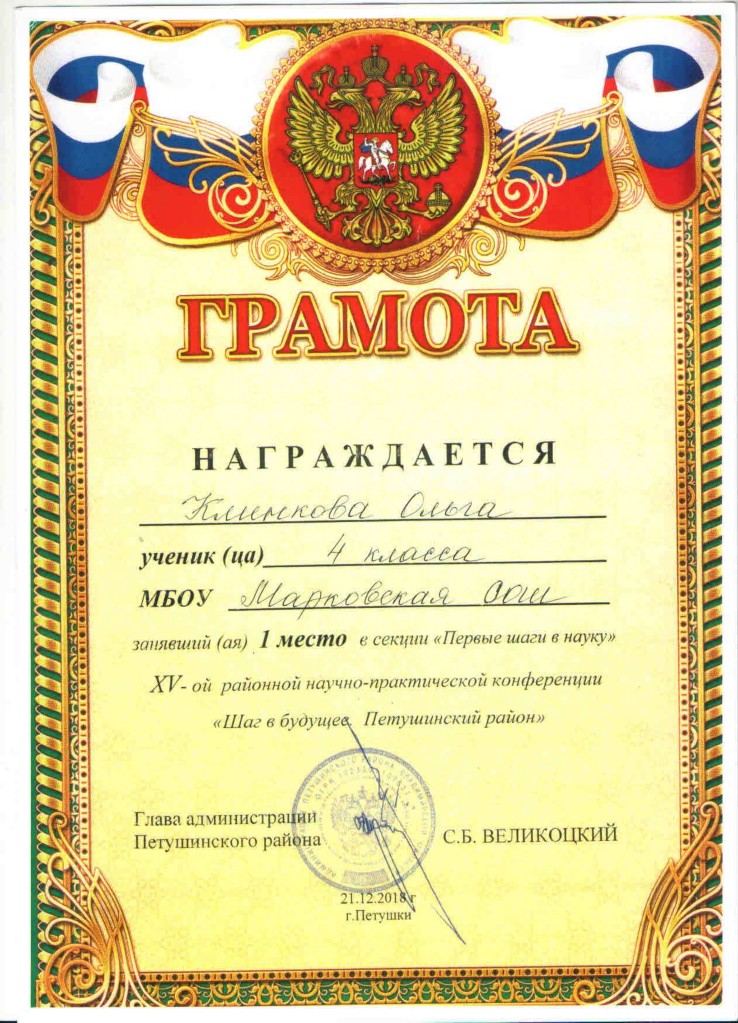 ГРАМОТА
НАГРАЖДАЕТСЯ
Климкова Ольга
ученик (ца) 4 класса
МБОУ Марковская Сош
занявший (ая) 1 место в секции «Первые шаги в науку»
XV- ой районной научно-практической конференции
«Шаг в будущее Петушинский район»
Глава администрации
Петушинского района С.Б. ВЕЛИКОЦКИЙ
21.12.2018 г
г.Петушки